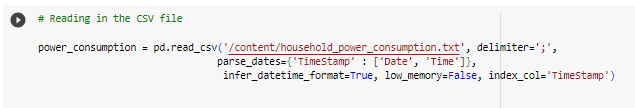 # Reading in the CSV file
power_consumption = pd.read_csv('/content/household_power_consumption.txt', delimiter=';',
parse_dates={'TimeStamp' : ['Date', 'Time']},
infer_datetime_format=True, low_memory=False, index_col='TimeStamp')